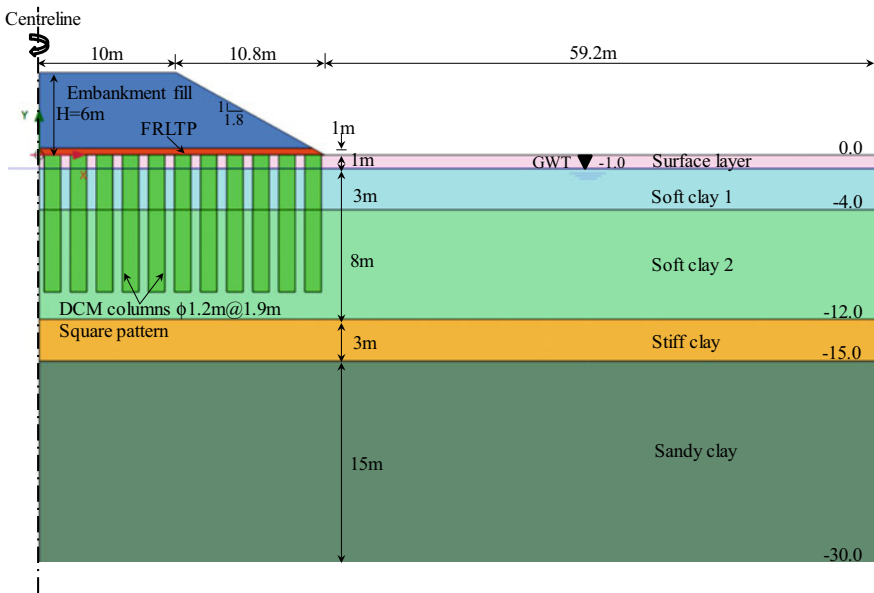 Centreline
10m
10.8m
59.2m
Embankment fill
H=6m
1
1.8
FRLTP
Y
X
1m
1m
GWT
-1.0
Surface layer
0.0
3m
Soft clay 1
-4.0
8m
Soft clay 2
DCM columns ϕ1.2m@1.9m
Square pattern
-12.0
3m
Stiff clay
-15.0
15m
Sandy clay
-30.0